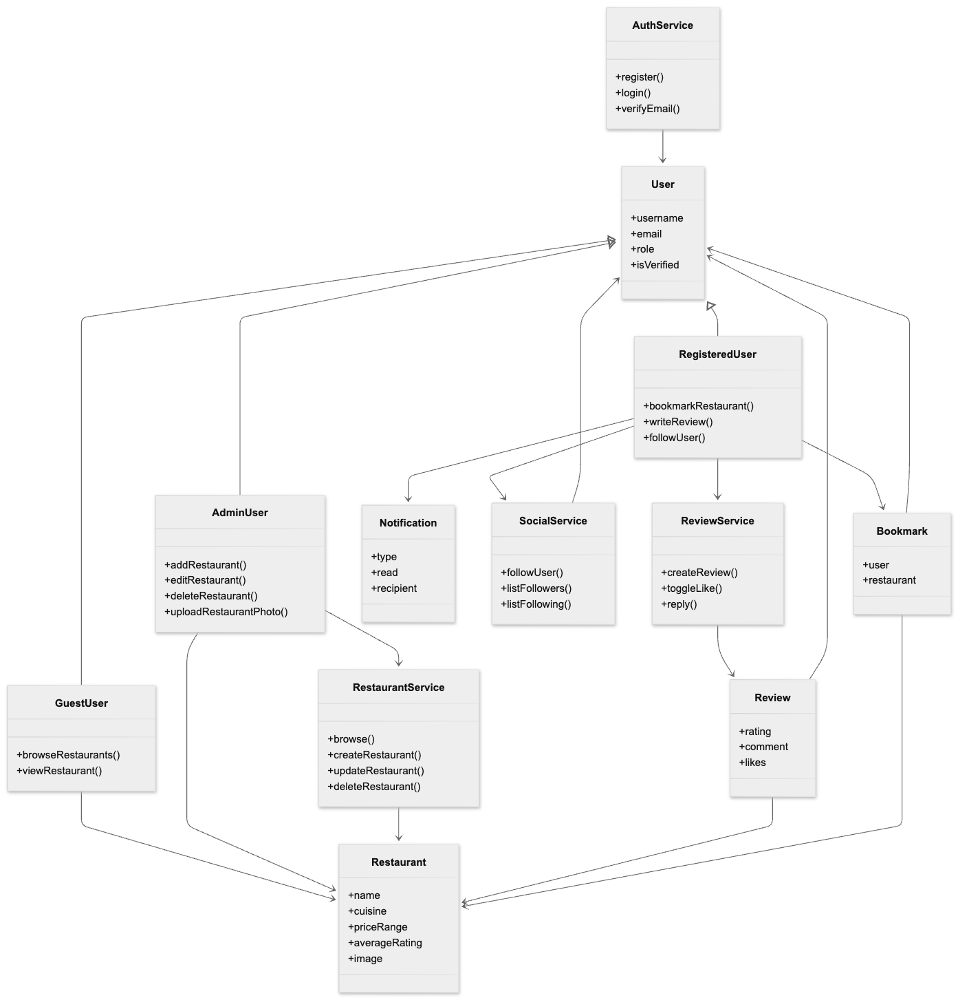 AuthService
+register()
+login()
+verifyEmail()
User
+username
+email
+role
+isVerified
RegisteredUser
+bookmarkRestaurant()
+writeReview()
+followUser()
AdminUser
+addRestaurant()
+editRestaurant()
+deleteRestaurant()
+uploadRestaurantPhoto()
Notification
+type
+read
+recipient
SocialService
+followUser()
+listFollowers()
+listFollowing()
ReviewService
+createReview()
+toggleLike()
+reply()
Bookmark
+user
+restaurant
GuestUser
+browseRestaurants()
+viewRestaurant()
RestaurantService
+browse()
+createRestaurant()
+updateRestaurant()
+deleteRestaurant()
Review
+rating
+comment
+likes
Restaurant
+name
+cuisine
+priceRange
+averageRating
+image